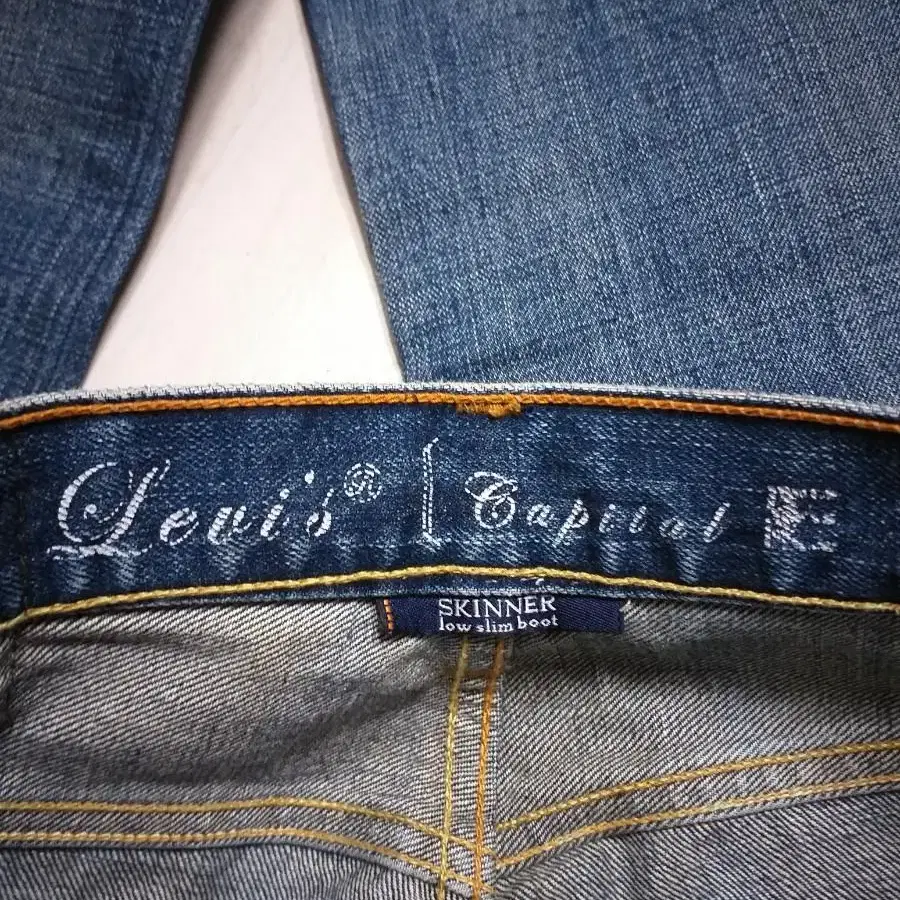 Levi's® Capital E
SKINNER
low slim boot